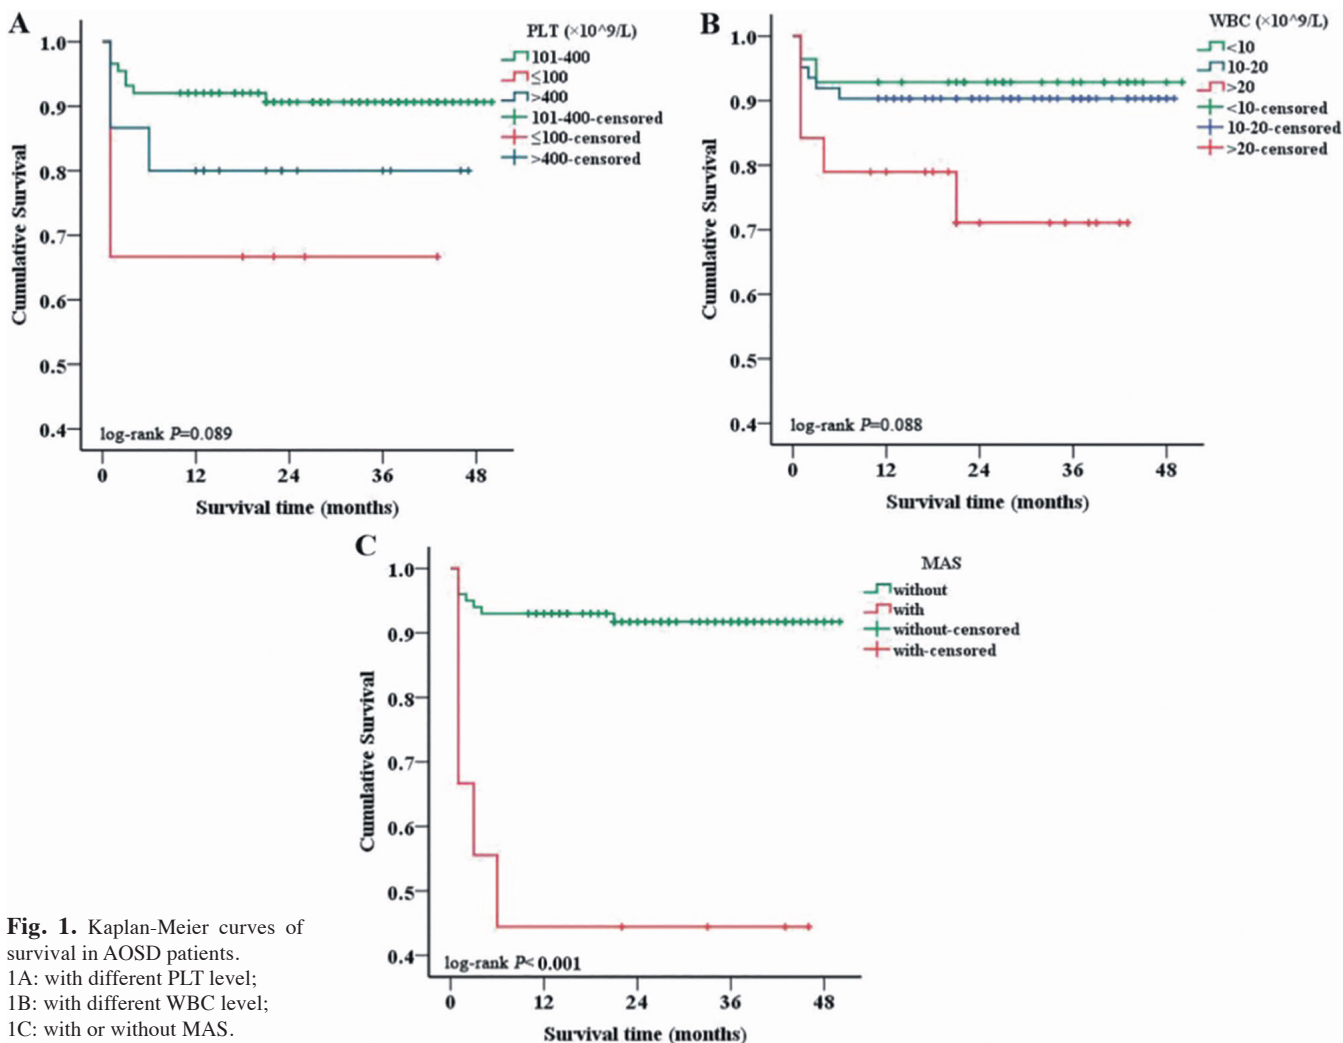 A
PLT (×10^9/L)
101-400
≤100
>400
101-400-censored
≤100-censored
>400-censored
Cumulative Survival
1.0
0.9
0.8
0.7
0.6
0.5
0.4
log-rank P=0.089
0 12 24 36 48
Survival time (months)
B
WBC (×10^9/L)
<10
10-20
>20
<10-censored
10-20-censored
>20-censored
Cumulative Survival
1.0
0.9
0.8
0.7
0.6
0.5
0.4
log-rank P=0.088
0 12 24 36 48
Survival time (months)
C
MAS
without
with
without-censored
with-censored
Cumulative Survival
1.0
0.9
0.8
0.7
0.6
0.5
0.4
log-rank P<0.001
0 12 24 36 48
Survival time (months)
Fig. 1. Kaplan-Meier curves of
survival in AOSD patients.
1A: with different PLT level;
1B: with different WBC level;
1C: with or without MAS.